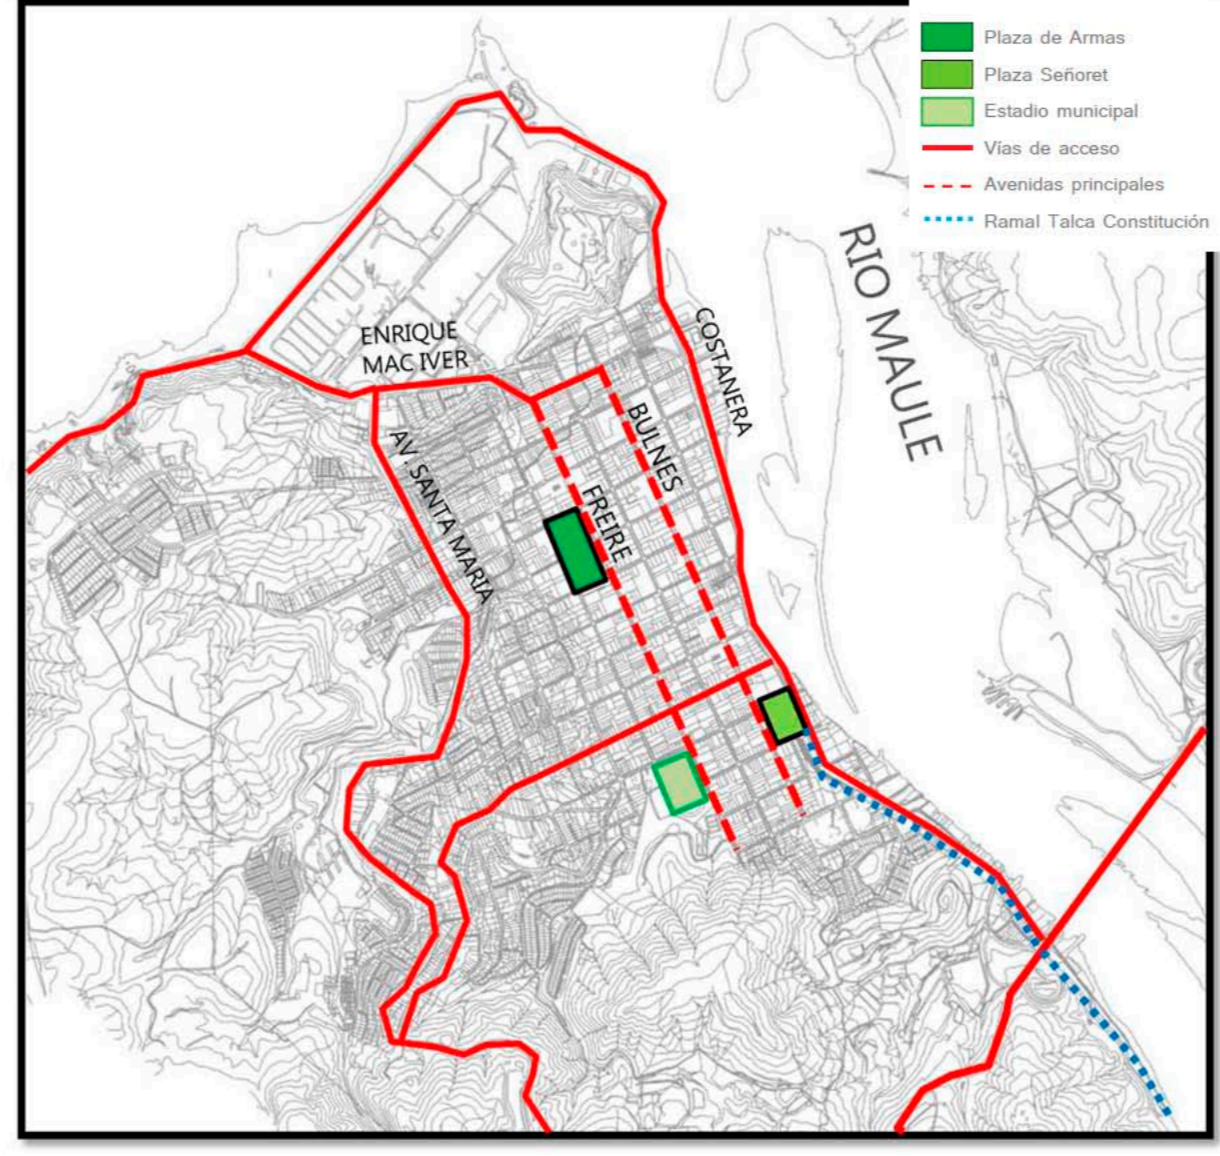 Plaza de Armas
Plaza Señoret
Estadio municipal
Vías de acceso
Avenidas principales
Ramal Talca Constitución
RIO MAULE
COSTANERA
ENRIQUE
MAC IVER
BULNES
AV. SANTA MARIA
FREIRE